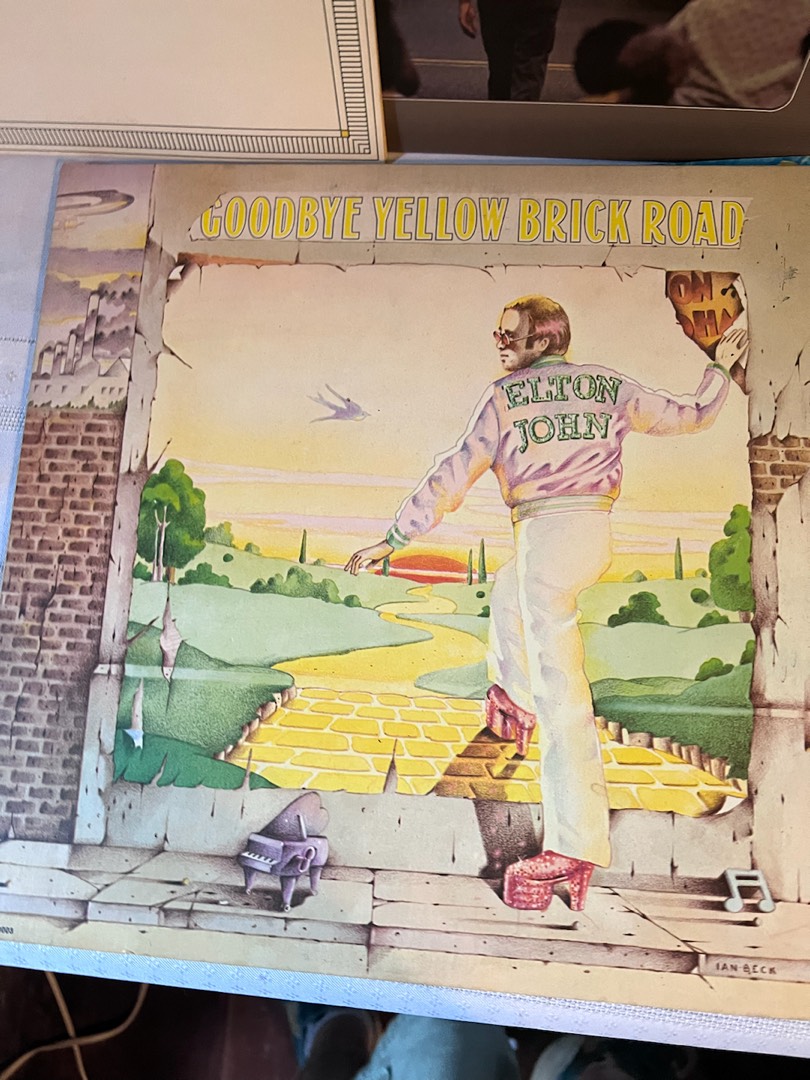 GOODBYE YELLOW BRICK ROAD
ELTON
JOHN
IAN BECK